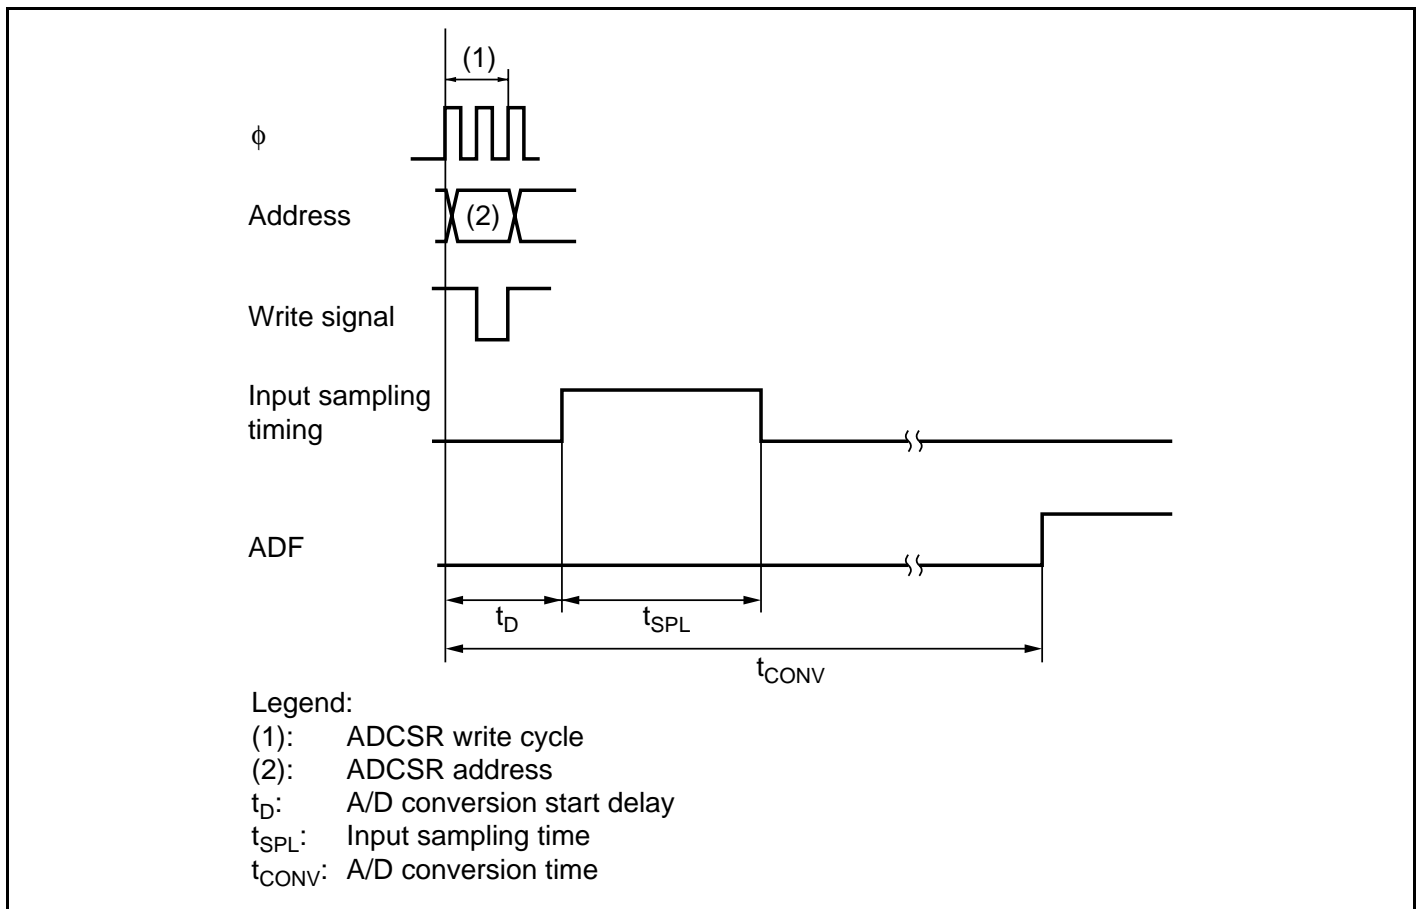 (1)
ϕ
Address
(2)
Write signal
Input sampling
timing
ADF
tD
tSPL
tCONV
Legend:
(1): ADCSR write cycle
(2): ADCSR address
tD: A/D conversion start delay
tSPL: Input sampling time
tCONV: A/D conversion time